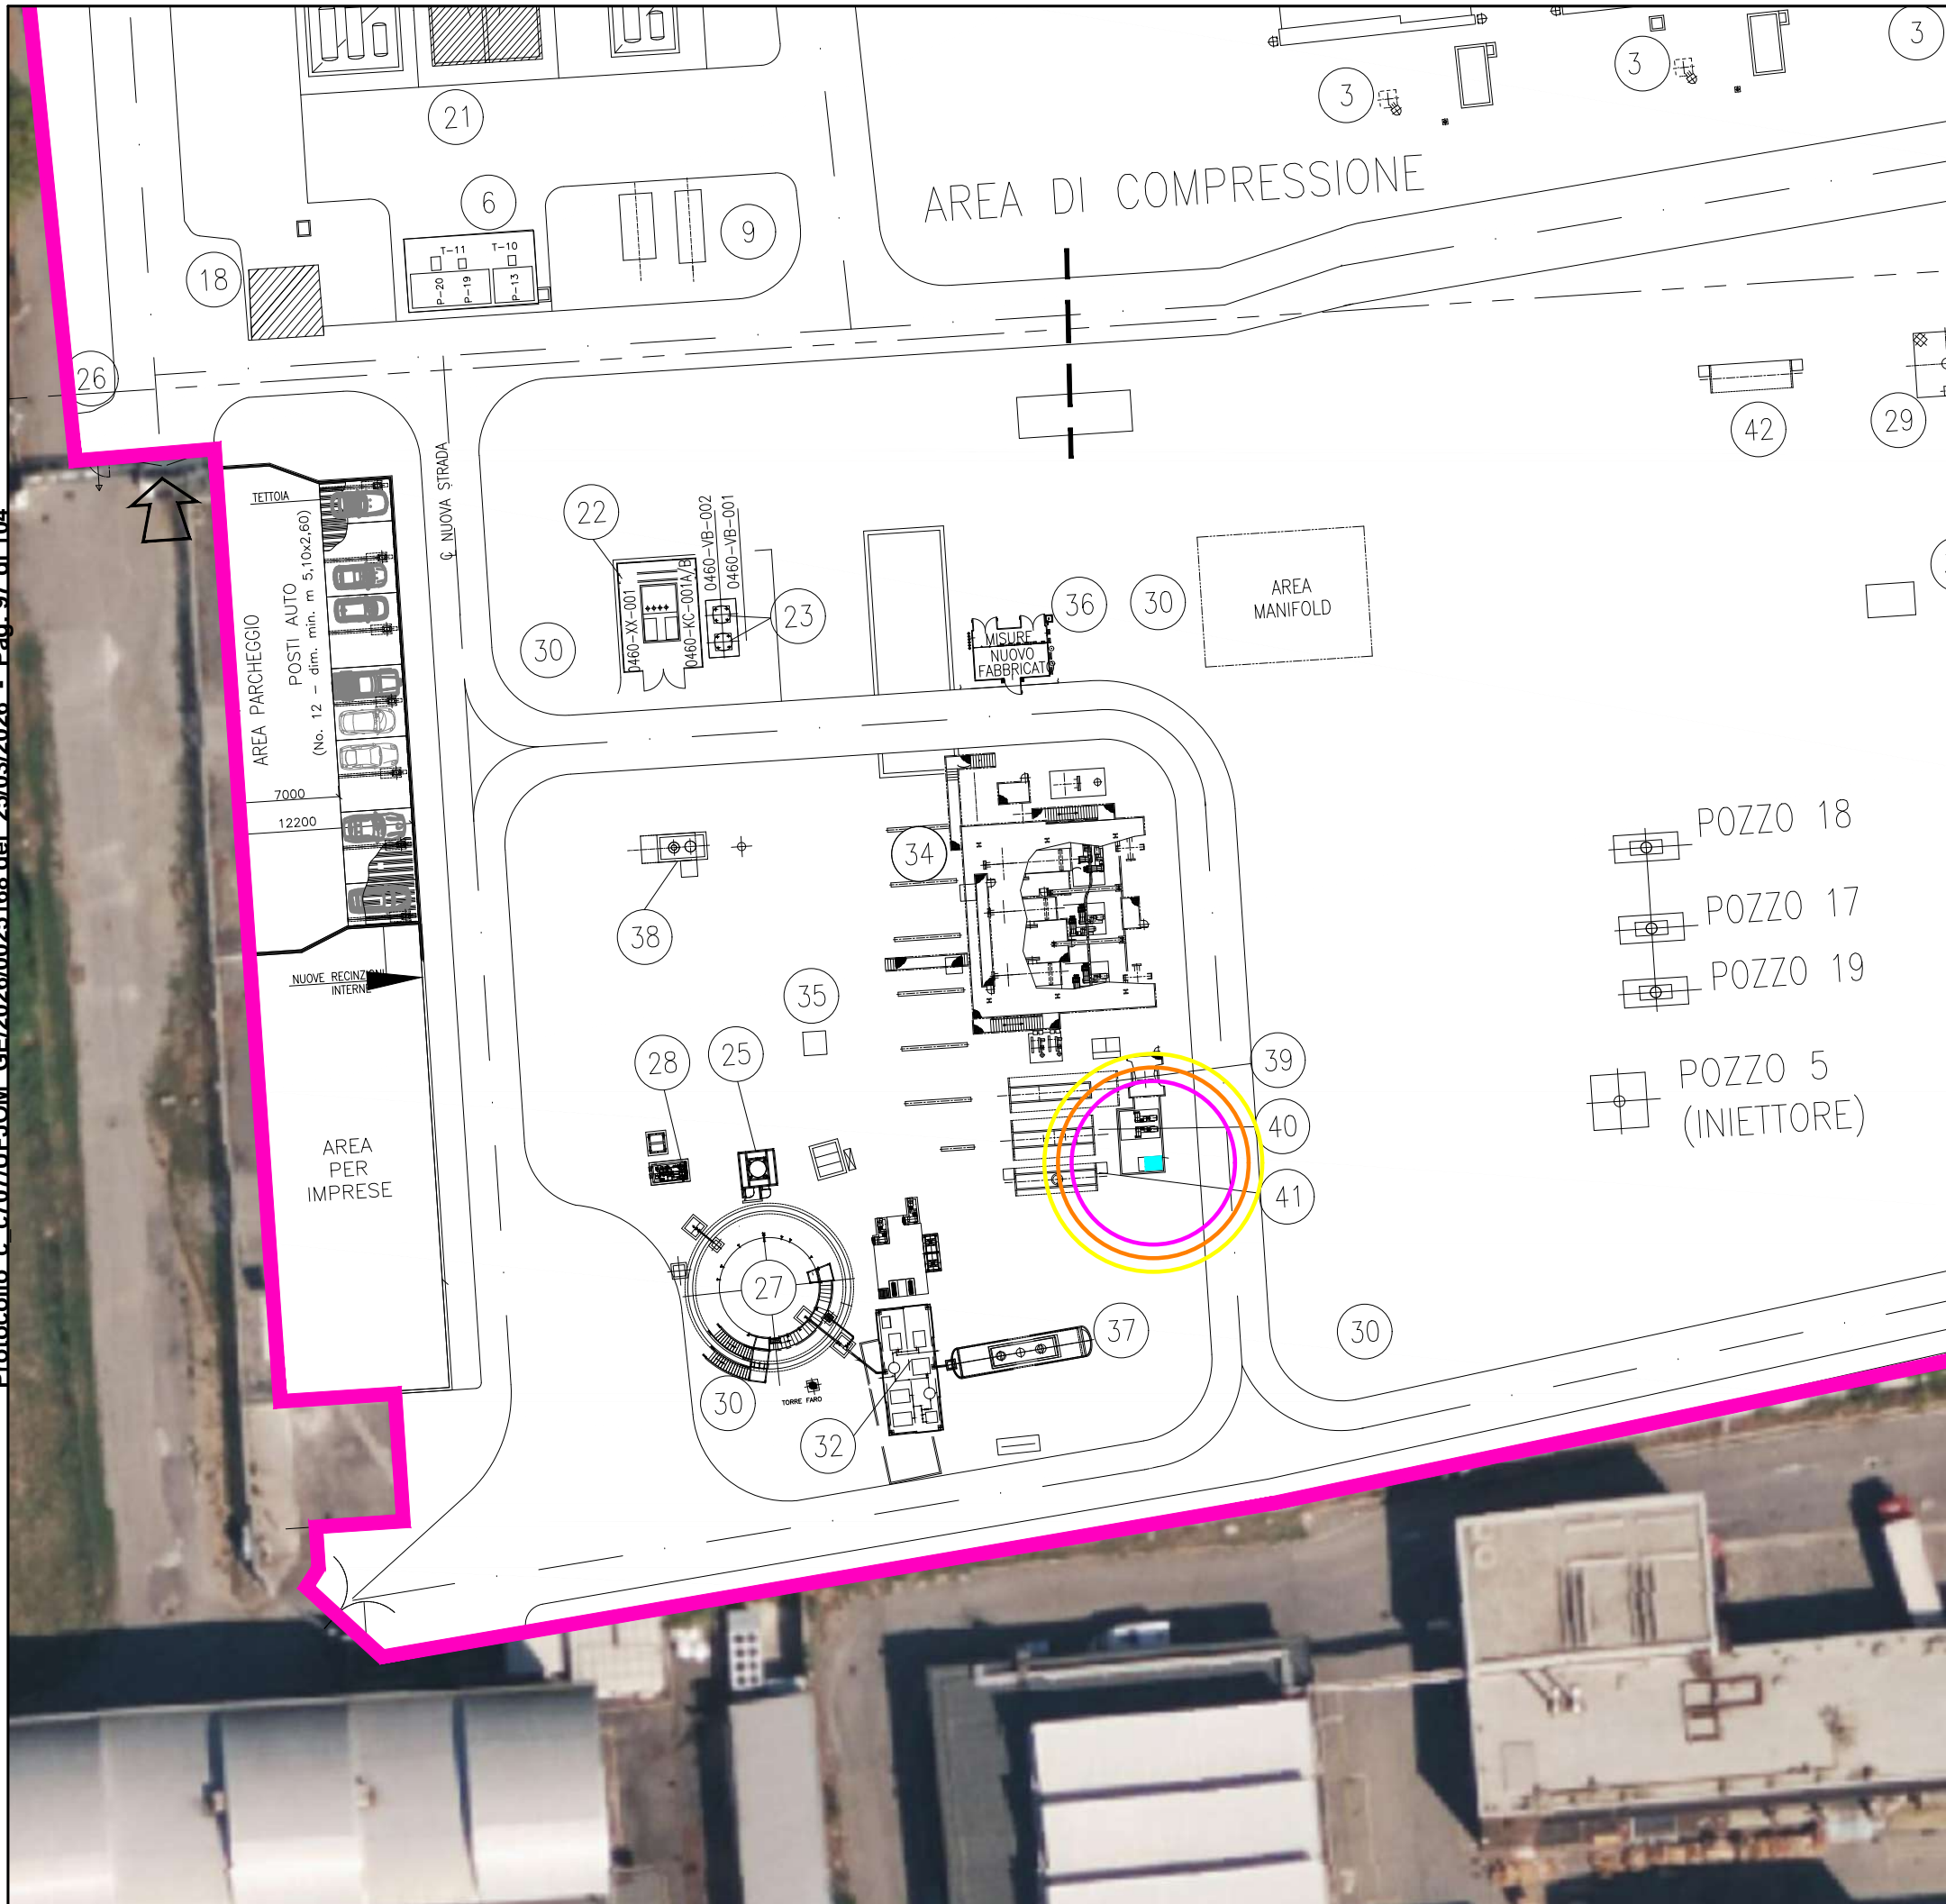 3
3
3
21
AREA DI COMPRESSIONE
6
9
18
T-11
T-10
P-20
P-19
P-13
26
42
29
℄ NUOVA STRADA
TETTOIA
AREA PARCHEGGIO
POSTI AUTO
(No. 12 - dim. min. m 5,10x2,60)
7000
12200
22
0460-VB-002
0460-VB-001
0460-XX-001
0460-KC-001A/B
23
30
36
30
MISURE
NUOVO
FABBRICATO
AREA
MANIFOLD
34
38
POZZO 18
POZZO 17
POZZO 19
POZZO 5
(INIETTORE)
NUOVE RECINZIONI
INTERNE
35
28
25
39
40
41
AREA
PER
IMPRESE
27
37
30
30
TORRE FARO
32